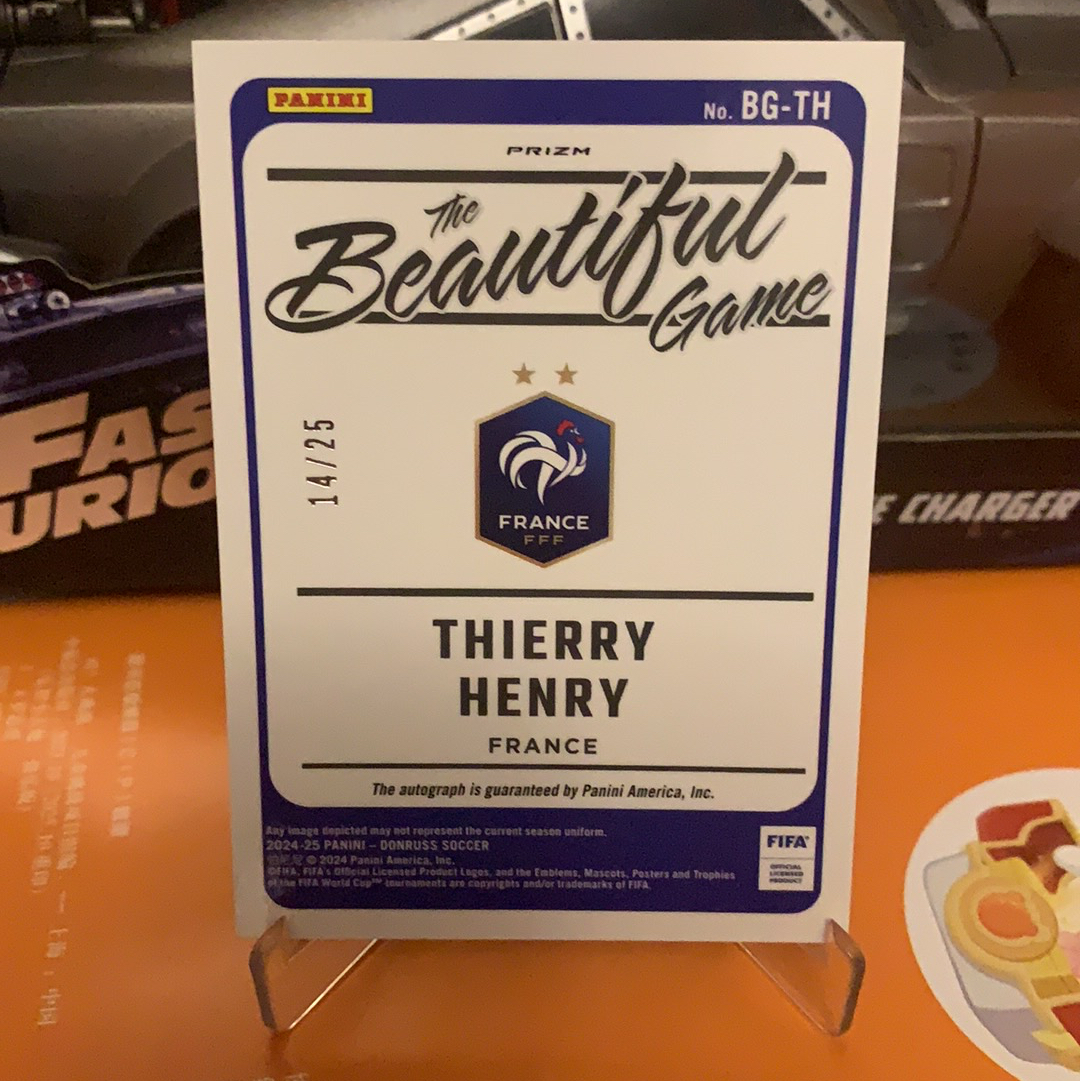 PANINI
No. BG-TH
PRIZM
The
Beautiful
Game
14/25
FRANCE
FFF
THIERRY
HENRY
FRANCE
The autograph is guaranteed by Panini America, Inc.
Any image depicted may not represent the current season uniform.
2024-25 PANINI – DONRUSS SOCCER
© 2024 Panini America, Inc.
©FIFA, FIFA's Official Licensed Product Logos, and the Emblems, Mascots, Posters and Trophies
of the FIFA World Cup™ tournaments are copyrights and/or trademarks of FIFA.
FIFA
OFFICIAL
LICENSED
PRODUCT
FAS
URIO
E CHARGER